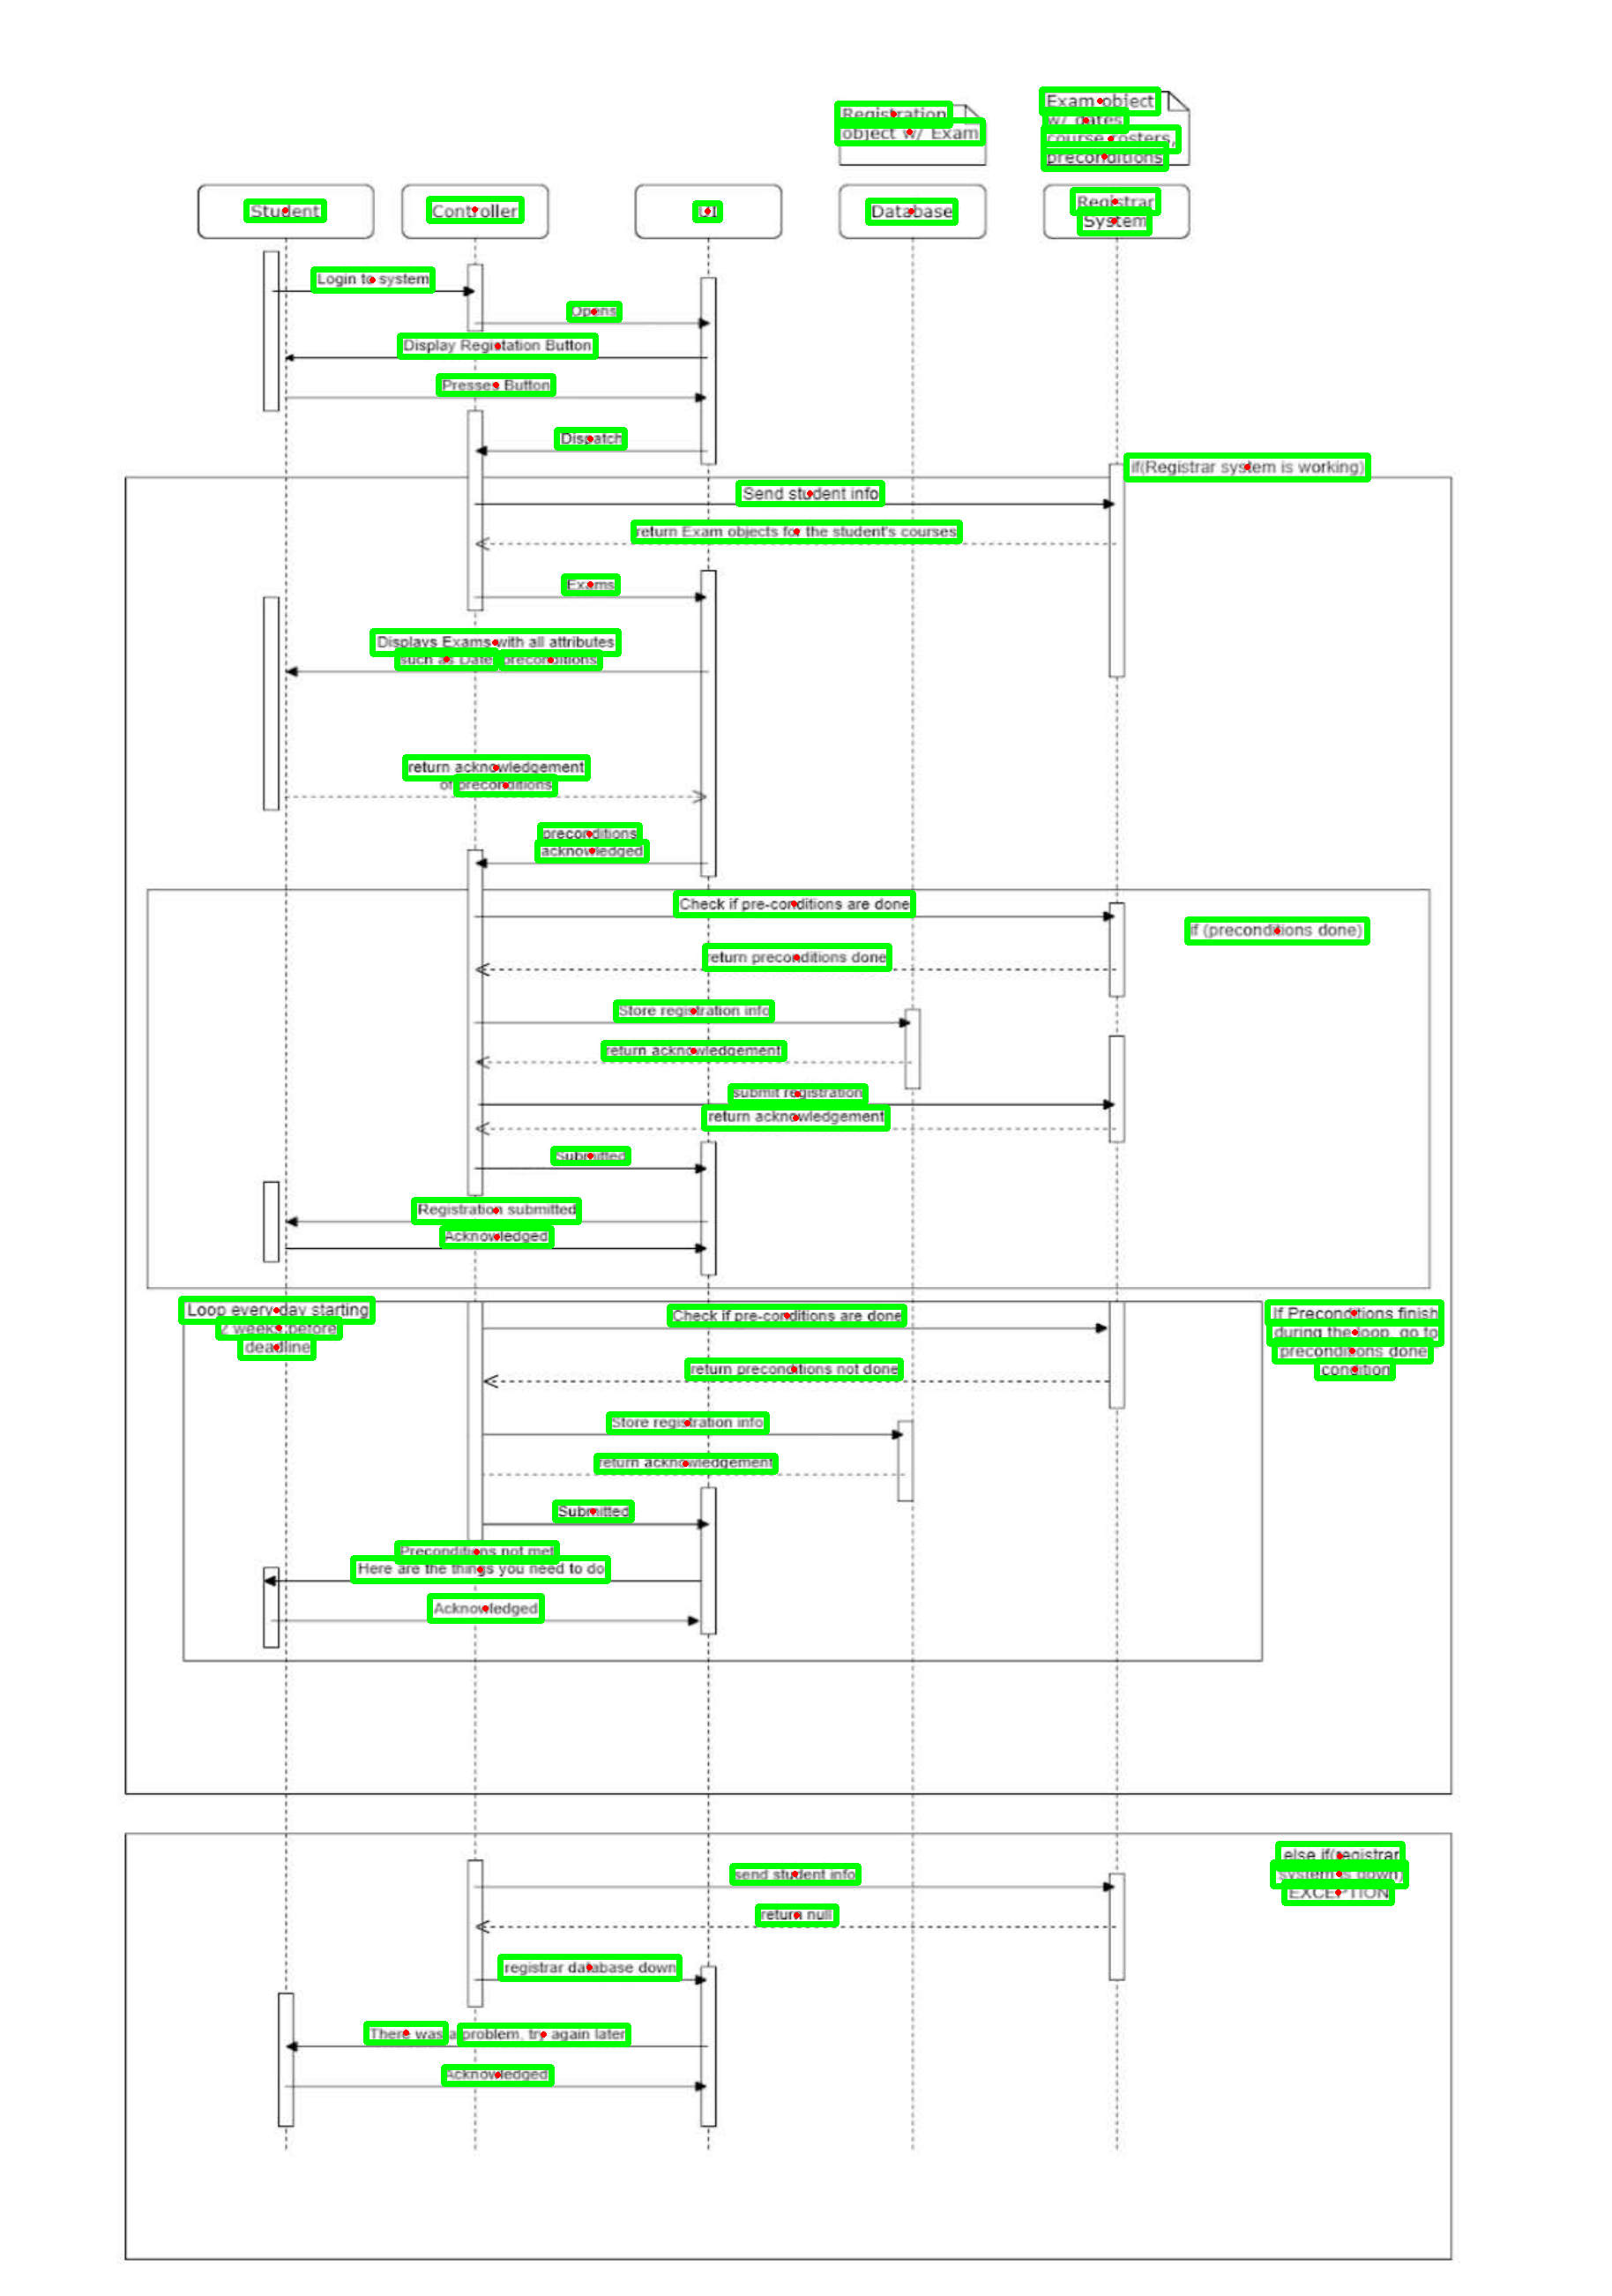 Registration
object w/ Exam
Exam object
w/ dates
course rosters,
preconditions
Student
Controller
UI
Database
Registrar
System
Login to system
Opens
Display Registation Button
Presses Button
Dispatch
if(Registrar system is working)
Send student info
return Exam objects for the student's courses
Exams
Displays Exams with all attributes
such as Date, preconditions
return acknowledgement
of preconditions
preconditions
acknowledged
Check if pre-conditions are done
if (preconditions done)
return preconditions done
Store registration info
return acknowledgement
submit registration
return acknowledgement
Submitted
Registration submitted
Acknowledged
Loop every day starting
2 weeks before
deadline
Check if pre-conditions are done
If Preconditions finish
during the loop, go to
preconditions done
condition
return preconditions not done
Store registration info
return acknowledgement
Submitted
Preconditions not met
Here are the things you need to do
Acknowledged
else if(registrar
system is down)
EXCEPTION
send student info
return null
registrar database down
There was a problem, try again later
Acknowledged